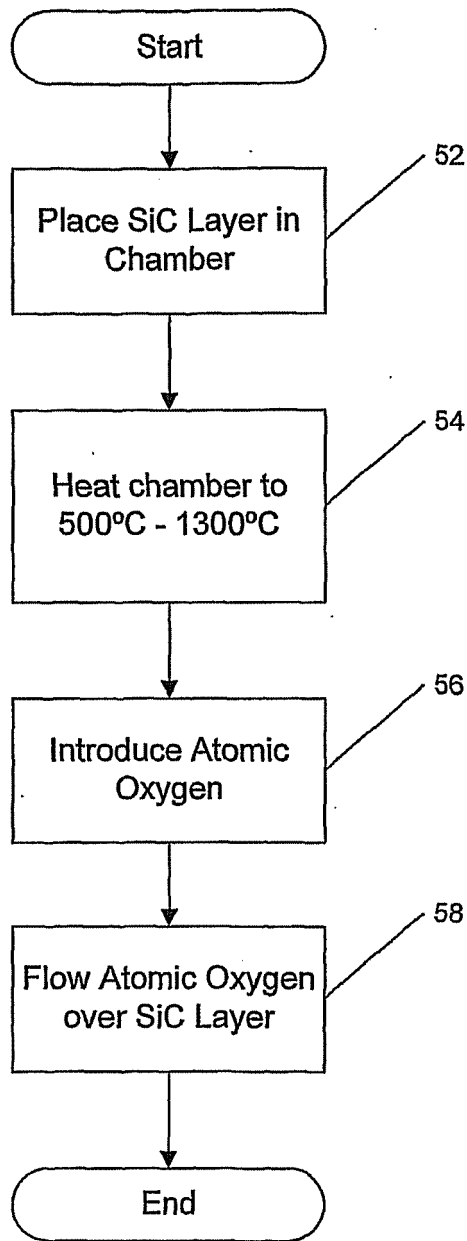 Start
52
Place SiC Layer in
Chamber
54
Heat chamber to
500ºC - 1300ºC
56
Introduce Atomic
Oxygen
58
Flow Atomic Oxygen
over SiC Layer
End